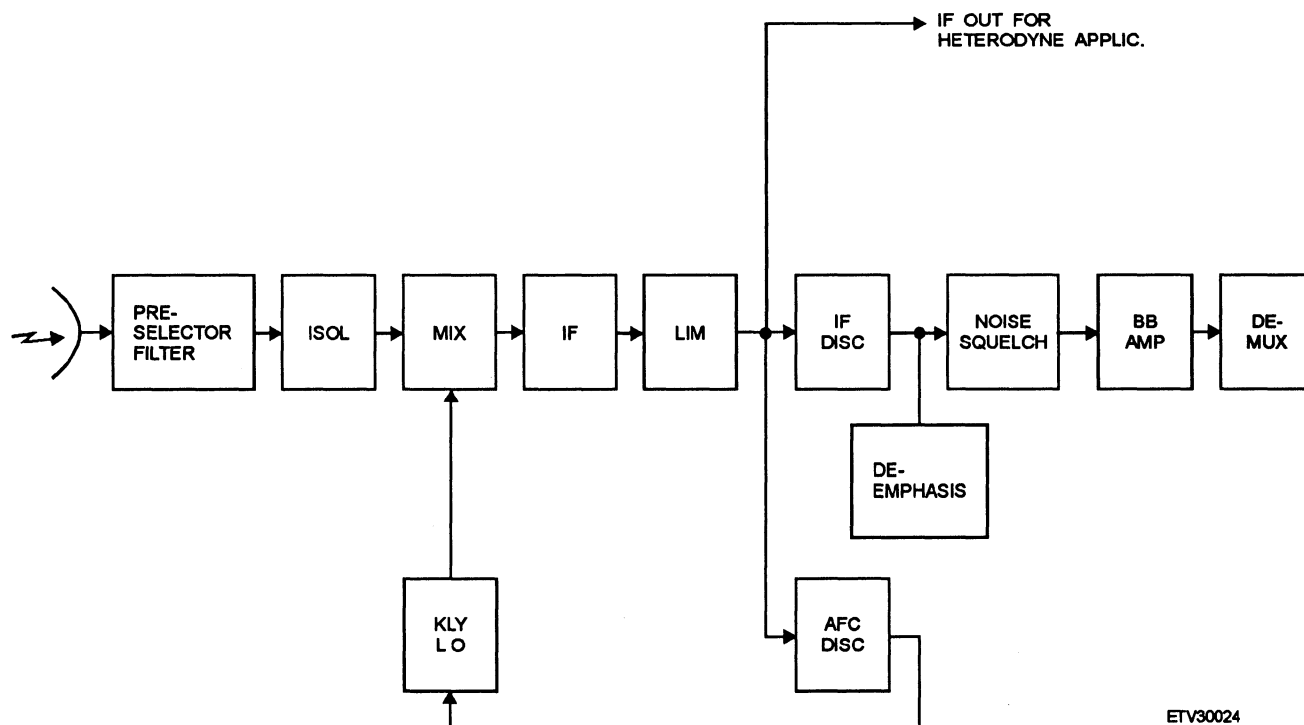 IF OUT FOR
HETERODYNE APPLIC.
PRE-
SELECTOR
FILTER
ISOL
MIX
IF
LIM
IF
DISC
NOISE
SQUELCH
BB
AMP
DE-
MUX
DE-
EMPHASIS
KLY
L O
AFC
DISC
ETV30024